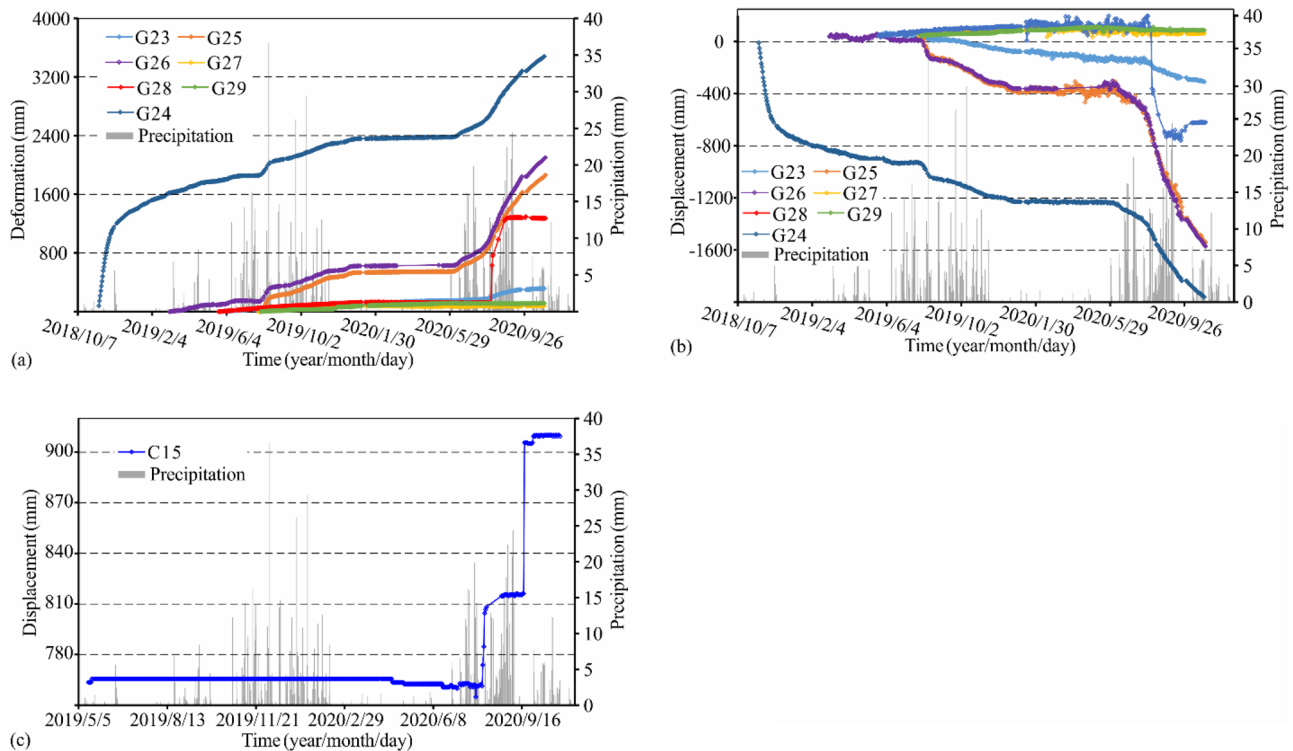 4000
3200
2400
1600
800
Deformation (mm)
G23 G25
G26 G27
G28 G29
G24
Precipitation
40
35
30
25
20
15
10
5
Precipitation (mm)
2018/10/7 2019/2/4 2019/6/4 2019/10/2 2020/1/30 2020/5/29 2020/9/26
Time (year/month/day)
(a)
0
-400
-800
-1200
-1600
-2000
Displacement (mm)
G23 G25
G26 G27
G28 G29
G24
Precipitation
40
35
30
25
20
15
10
5
0
Precipitation (mm)
2018/10/7 2019/2/4 2019/6/4 2019/10/2 2020/1/30 2020/5/29 2020/9/26
Time (year/month/day)
(b)
900
870
840
810
780
Displacement (mm)
C15
Precipitation
40
35
30
25
20
15
10
5
0
Precipitation (mm)
2019/5/5 2019/8/13 2019/11/21 2020/2/29 2020/6/8 2020/9/16
Time (year/month/day)
(c)